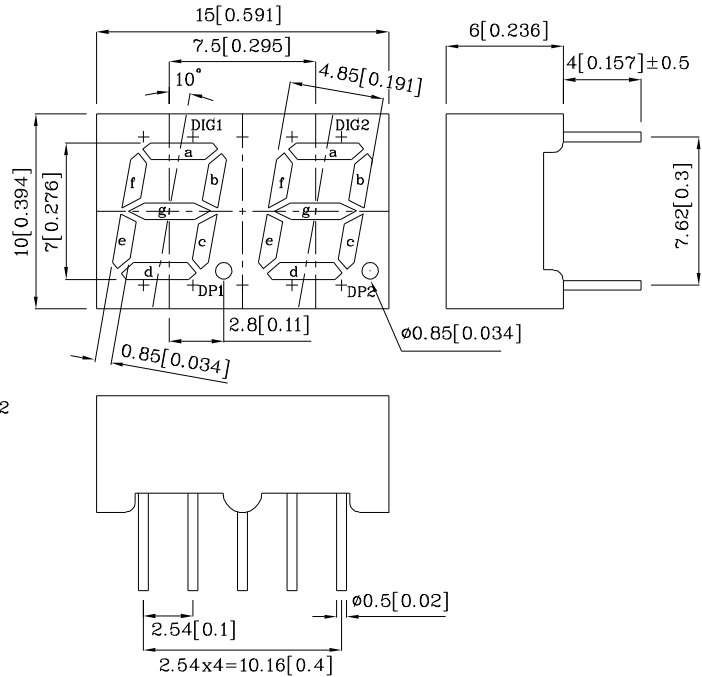 15[0.591]
6[0.236]
7.5[0.295]
4[0.157]±0.5
10°
4.85[0.191]
DIG1
DIG2
a
a
f
b
f
b
10[0.394]
7[0.276]
7.62[0.3]
g
g
e
c
e
c
d
d
DP1
DP2
2.8[0.11]
ø0.85[0.034]
0.85[0.034]
2
ø0.5[0.02]
2.54[0.1]
2.54x4=10.16[0.4]